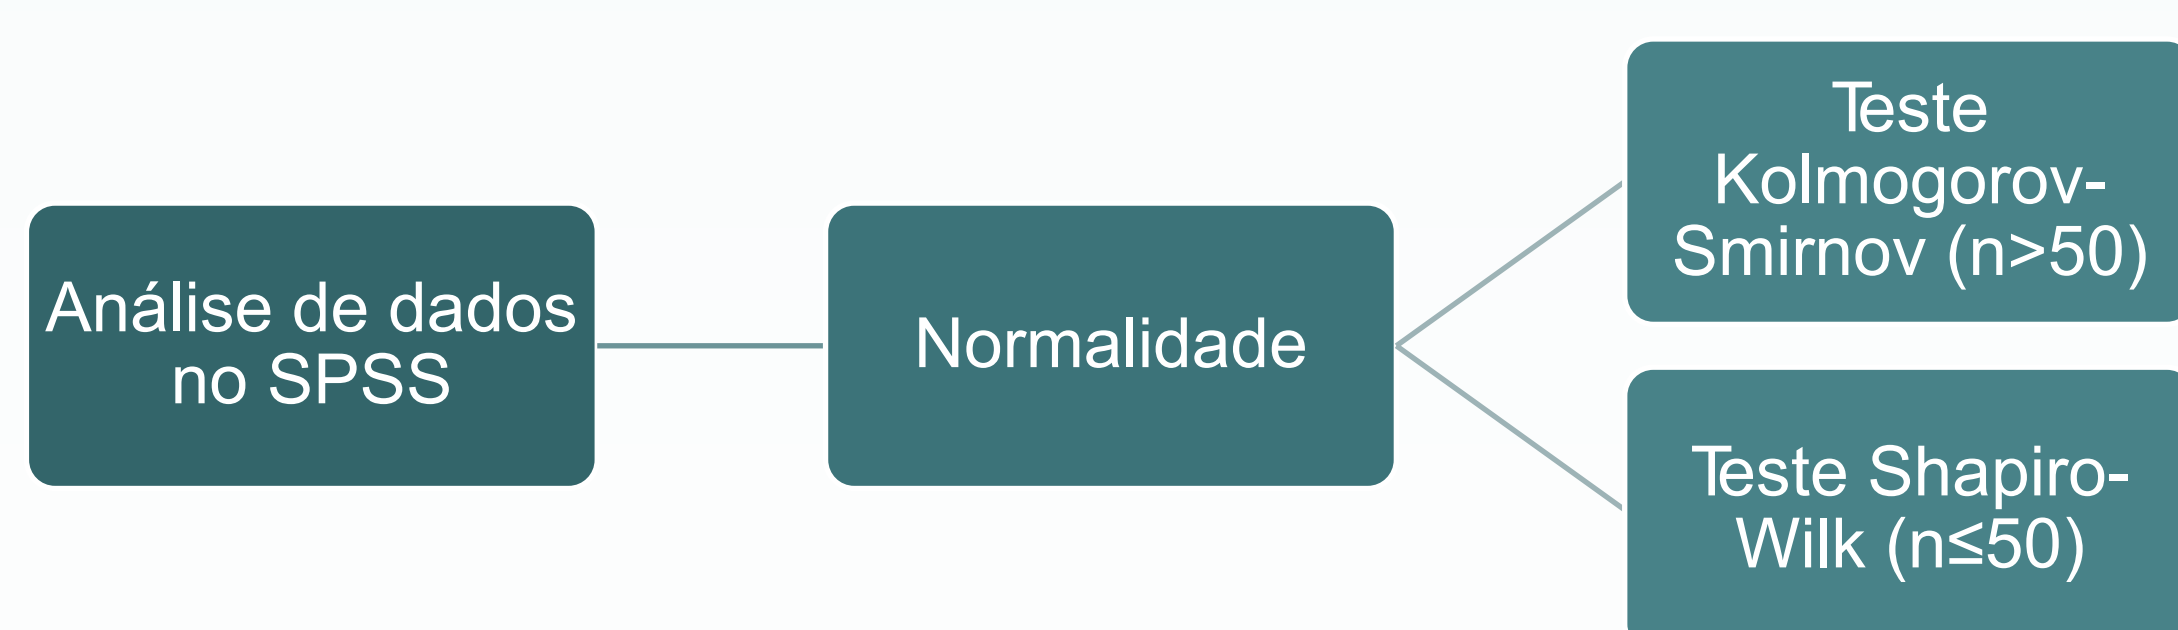 Análise de dados
no SPSS
Normalidade
Teste
Kolmogorov-
Smirnov (n>50)
Teste Shapiro-
Wilk (n≤50)